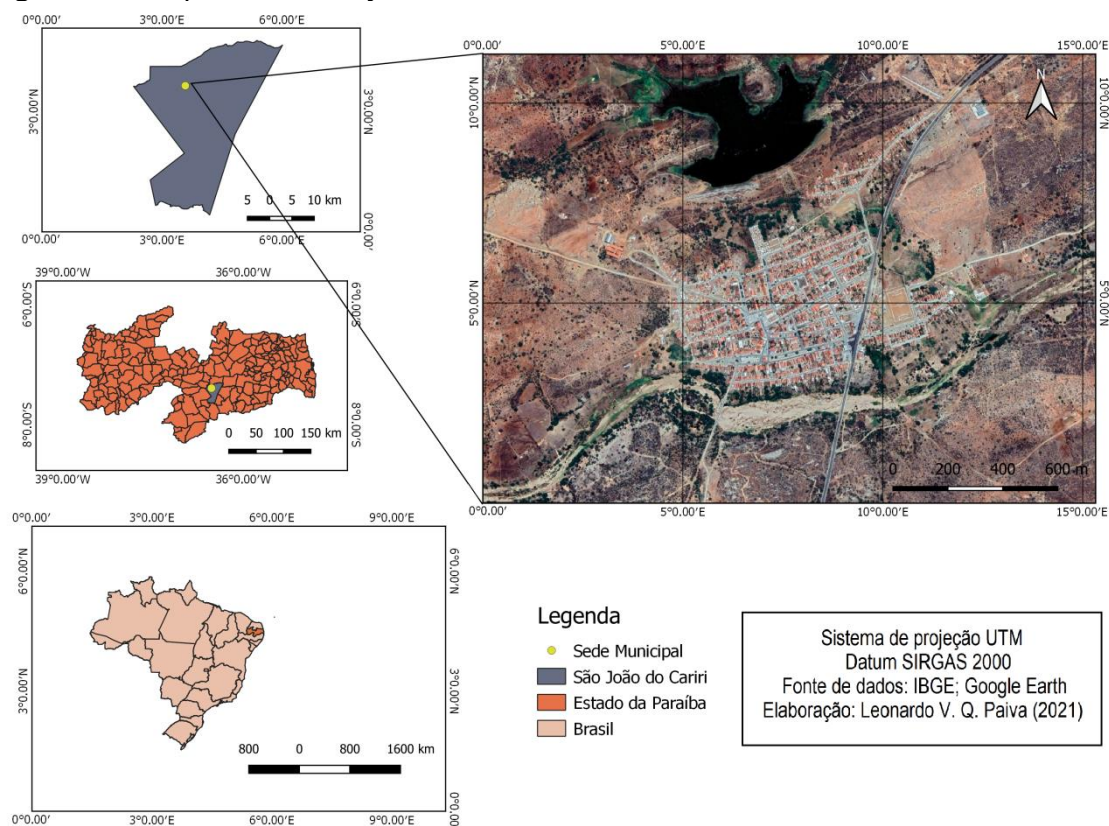 0°0.00' 3°0.00'E 6°0.00'E
3°0.00'N
3°0.00'N
0°0.00'
5 0 5 10 km
0°0.00' 3°0.00'E 6°0.00'E
39°0.00'W 36°0.00'W
6°0.00'S
8°0.00'S
6°0.00'S
8°0.00'S
0 50 100 150 km
39°0.00'W 36°0.00'W
0°0.00' 3°0.00'E 6°0.00'E 9°0.00'E
6°0.00'N
3°0.00'N
6°0.00'N
3°0.00'N
0°0.00'
800 0 800 1600 km
0°0.00' 3°0.00'E 6°0.00'E 9°0.00'E
0°0.00' 5°0.00'E 10°0.00'E 15°0.00'E
10°0.00'N
5°0.00'N
10°0.00'N
5°0.00'N
N
0 200 400 600 m
0°0.00' 5°0.00'E 10°0.00'E 15°0.00'E
Legenda
Sede Municipal
São João do Cariri
Estado da Paraíba
Brasil
Sistema de projeção UTM
Datum SIRGAS 2000
Fonte de dados: IBGE; Google Earth
Elaboração: Leonardo V. Q. Paiva (2021)